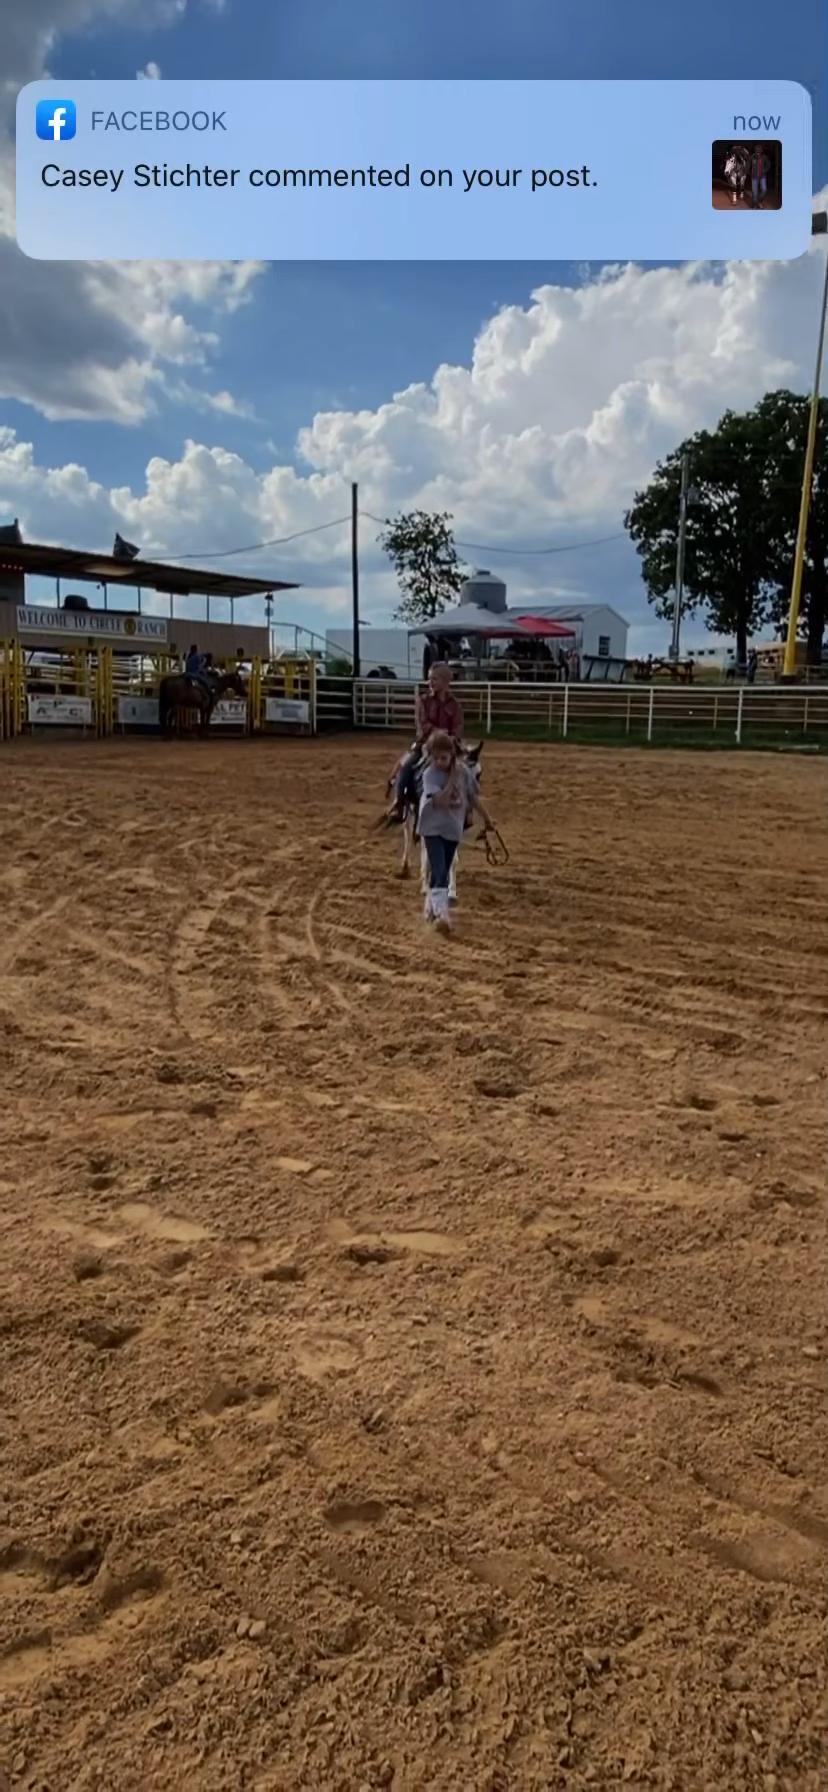 FACEBOOK
now
Casey Stichter commented on your post.
WELCOME TO CIRCLE RANCH